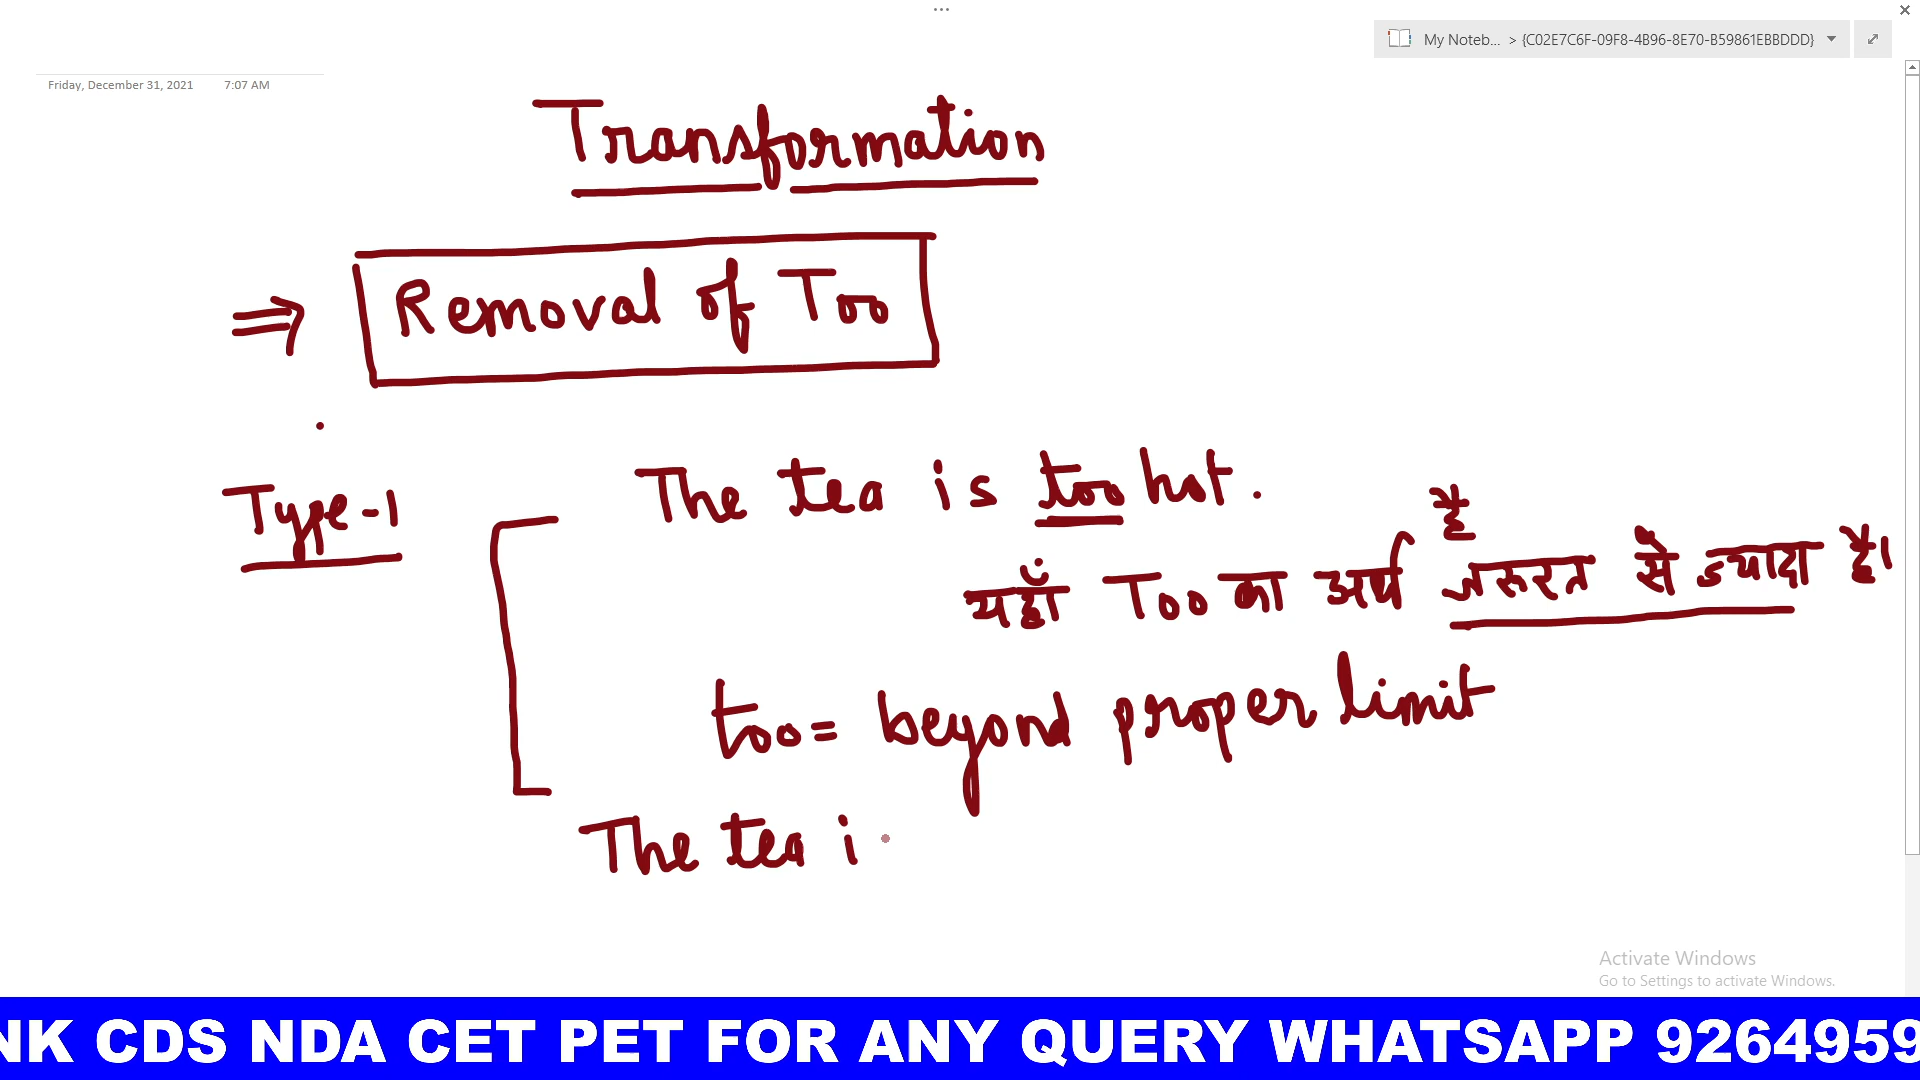 My Noteb... > {C02E7C6F-09F8-4B96-8E70-B59861EBBDDD}
Friday, December 31, 2021 7:07 AM
Transformation
⇒ Removal of Too
Type-1
The tea is too hot.
है
यहाँ Too का अर्थ जरूरत से ज्यादा है।
too = beyond proper limit
The tea i
Activate Windows
Go to Settings to activate Windows.
NK CDS NDA CET PET FOR ANY QUERY WHATSAPP 9264959